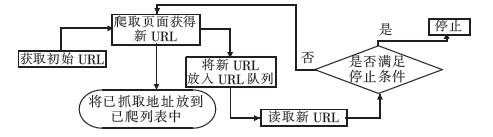 获取初始 URL
爬取页面获得
新 URL
将已抓取地址放到
已爬列表中
将新 URL
放入 URL 队列
读取新 URL
是否满足
停止条件
否
是
停止